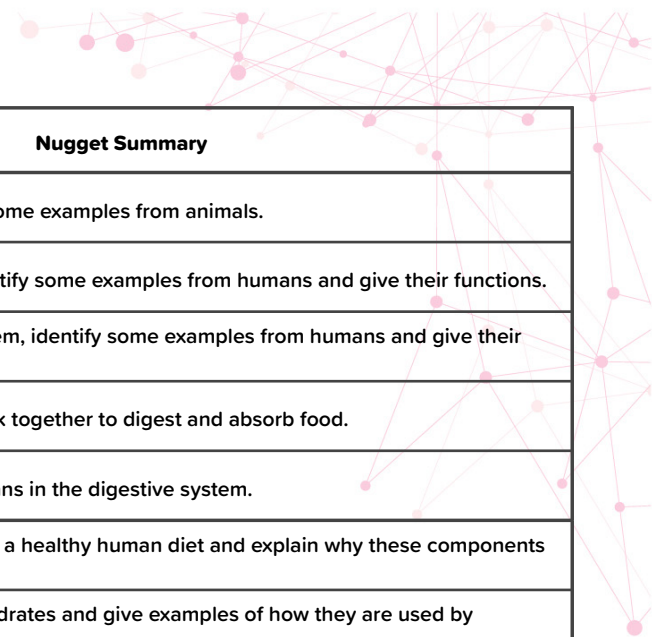 Nugget Summary
ome examples from animals.
tify some examples from humans and give their functions.
em, identify some examples from humans and give their
k together to digest and absorb food.
ns in the digestive system.
a healthy human diet and explain why these components
drates and give examples of how they are used by